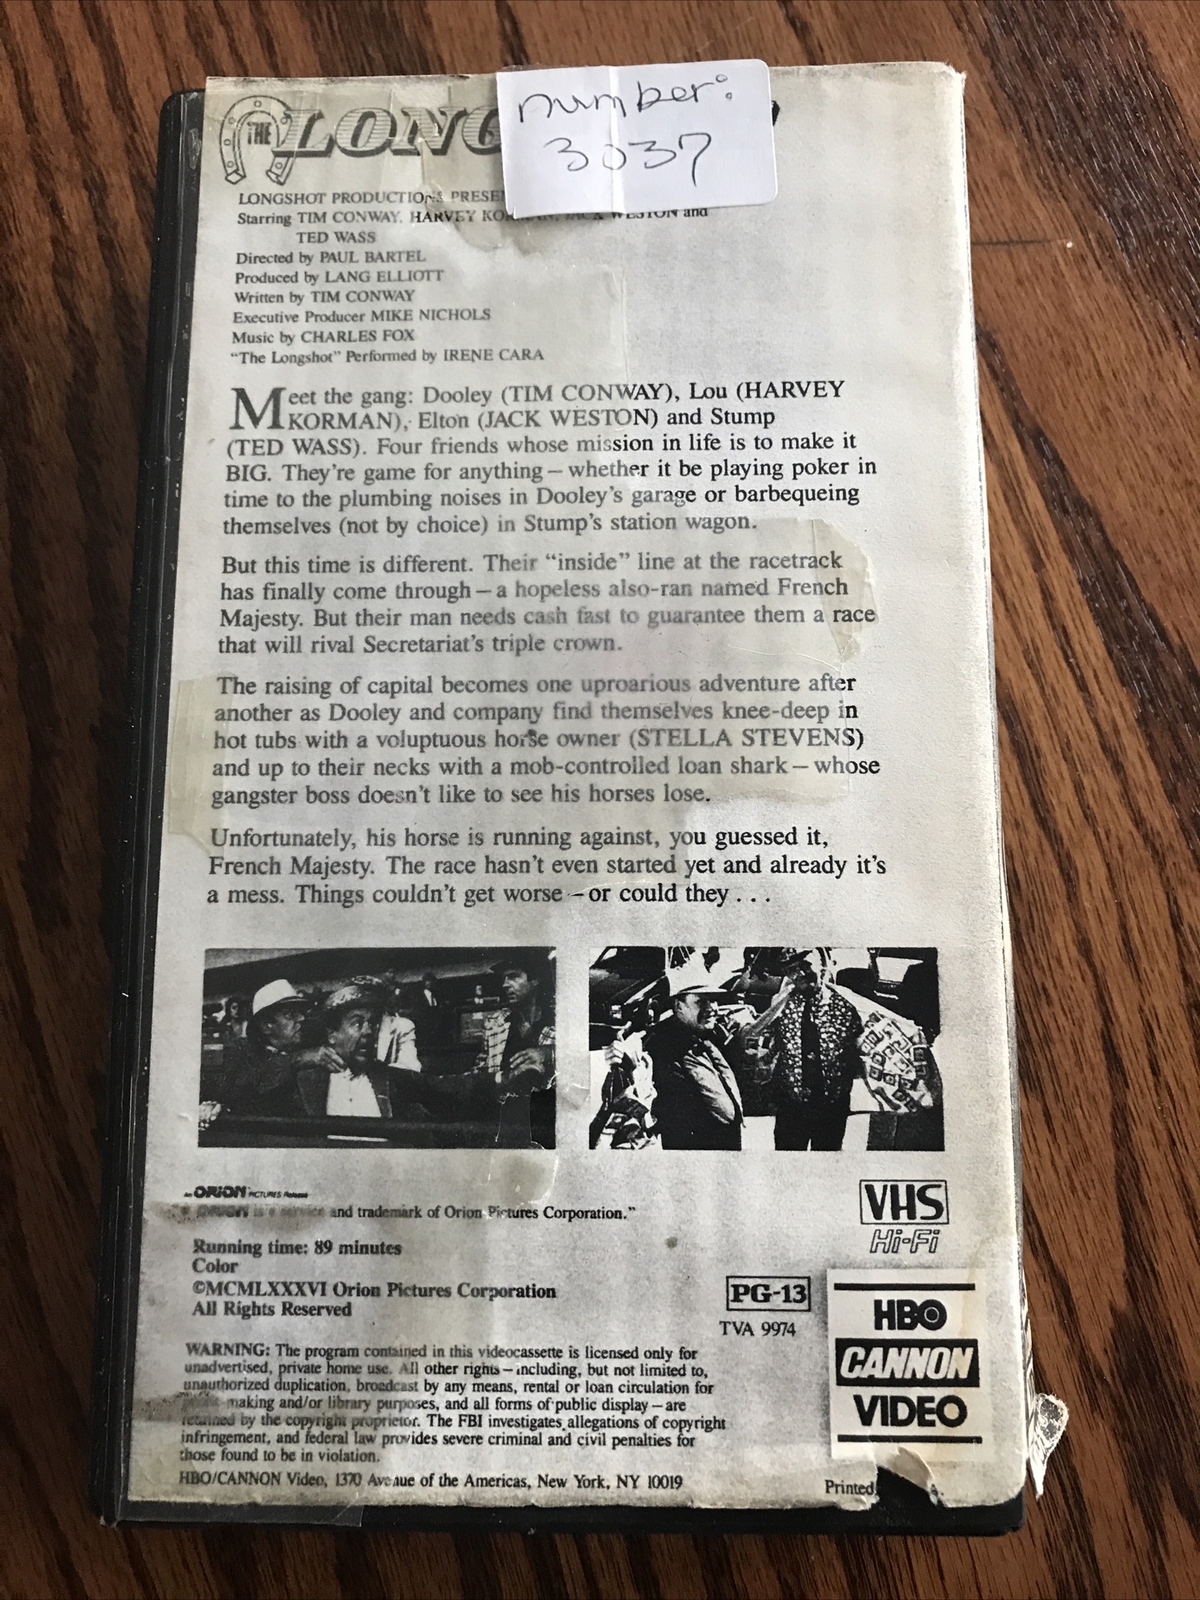 number:
3037
THE LONG
LONGSHOT PRODUCTIONS
Starring TIM CONWAY, HARVEY WESTON and
TED WASS
Directed by PAUL BARTEL
Produced by LANG ELLIOTT
Written by TIM CONWAY
Executive Producer MIKE NICHOLS
Music by CHARLES FOX
"The Longshot" Performed by IRENE CARA
Meet the gang: Dooley (TIM CONWAY), Lou (HARVEY
KORMAN), Elton (JACK WESTON) and Stump
(TED WASS). Four friends whose mission in life is to make it
BIG. They're game for anything – whether it be playing poker in
time to the plumbing noises in Dooley's garage or barbequeing
themselves (not by choice) in Stump's station wagon.
But this time is different. Their "inside" line at the racetrack
has finally come through – a hopeless also-ran named French
Majesty. But their man needs cash fast to guarantee them a race
that will rival Secretariat's triple crown.
The raising of capital becomes one uproarious adventure after
another as Dooley and company find themselves knee-deep in
hot tubs with a voluptuous horse owner (STELLA STEVENS)
and up to their necks with a mob-controlled loan shark – whose
gangster boss doesn't like to see his horses lose.
Unfortunately, his horse is running against, you guessed it,
French Majesty. The race hasn't even started yet and already it's
a mess. Things couldn't get worse – or could they . . .
An ORION PICTURES Release
ORION is a service and trademark of Orion Pictures Corporation."
Running time: 89 minutes
Color
©MCMLXXXVI Orion Pictures Corporation
All Rights Reserved
VHS
Hi-Fi
PG-13
TVA 9974
HBO
CANNON
VIDEO
WARNING: The program contained in this videocassette is licensed only for
unadvertised, private home use. All other rights – including, but not limited to,
unauthorized duplication, broadcast by any means, rental or loan circulation for
making and/or library purposes, and all forms of public display – are
retained by the copyright proprietor. The FBI investigates allegations of copyright
infringement, and federal law provides severe criminal and civil penalties for
those found to be in violation.
HBO/CANNON Video, 1370 Avenue of the Americas, New York, NY 10019
Printed